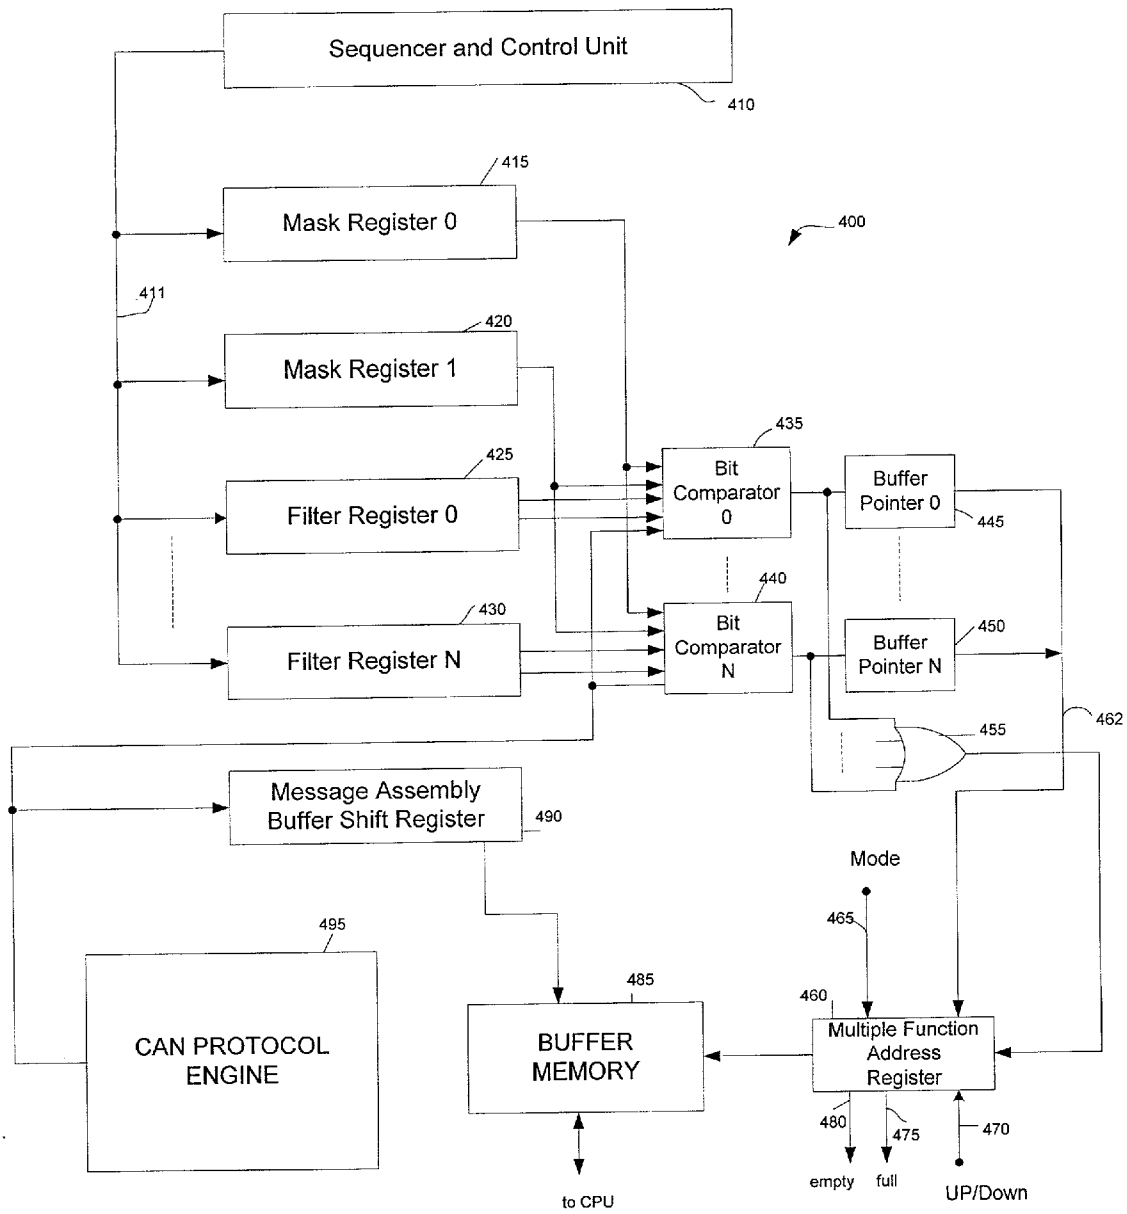 Sequencer and Control Unit
410
415
Mask Register 0
400
411
420
Mask Register 1
435
425
Bit
Comparator
0
Buffer
Pointer 0
445
Filter Register 0
440
430
Bit
Comparator
N
450
Buffer
Pointer N
Filter Register N
462
455
Message Assembly
Buffer Shift Register
490
Mode
465
495
485
460
CAN PROTOCOL
ENGINE
BUFFER
MEMORY
Multiple Function
Address
Register
480
475
470
empty
full
UP/Down
to CPU